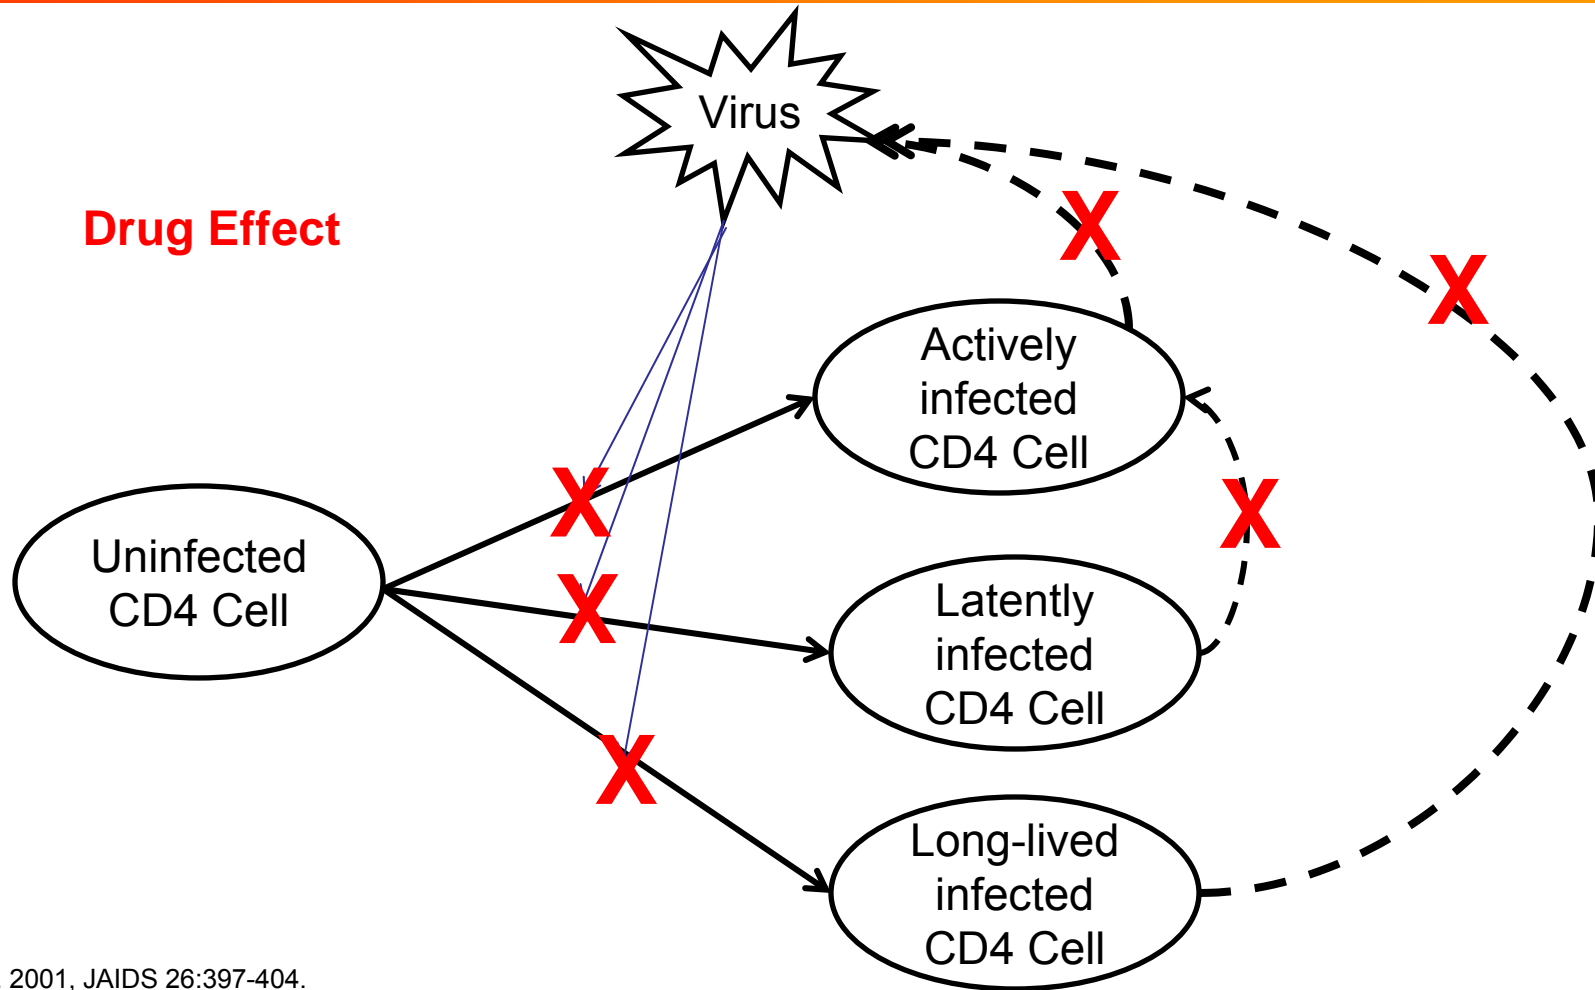 Virus
Drug Effect
X
X
Actively
infected
CD4 Cell
X
X
Uninfected
CD4 Cell
X
Latently
infected
CD4 Cell
X
Long-lived
infected
CD4 Cell
2001, JAIDS 26:397-404.